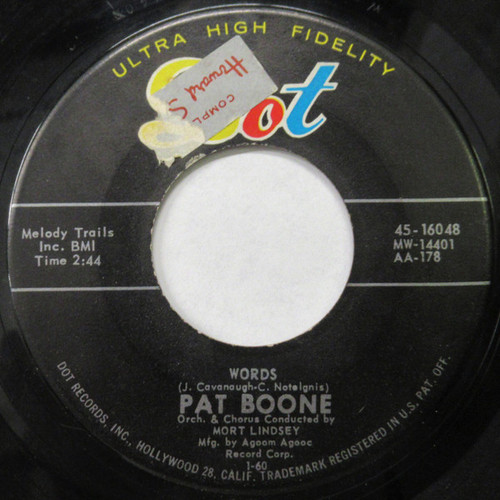 ULTRA HIGH FIDELITY
COMPL
Howard S
Dot
Melody Trails
Inc. BMI
Time 2:44
45-16048
MW-14401
AA-178
WORDS
(J. Cavanaugh-C. Notelgnis)
PAT BOONE
Orch. & Chorus Conducted by
MORT LINDSEY
Mfg. by Agoom Agooc
Record Corp.
1-60
DOT RECORDS, INC., HOLLYWOOD 28, CALIF. TRADEMARK REGISTERED IN U.S. PAT. OFF.